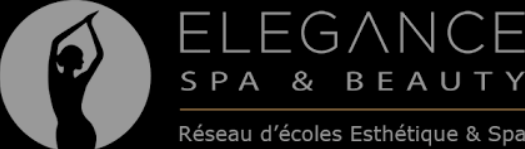 ELEGANCE
SPA & BEAUTY
Réseau d'écoles Esthétique & Spa